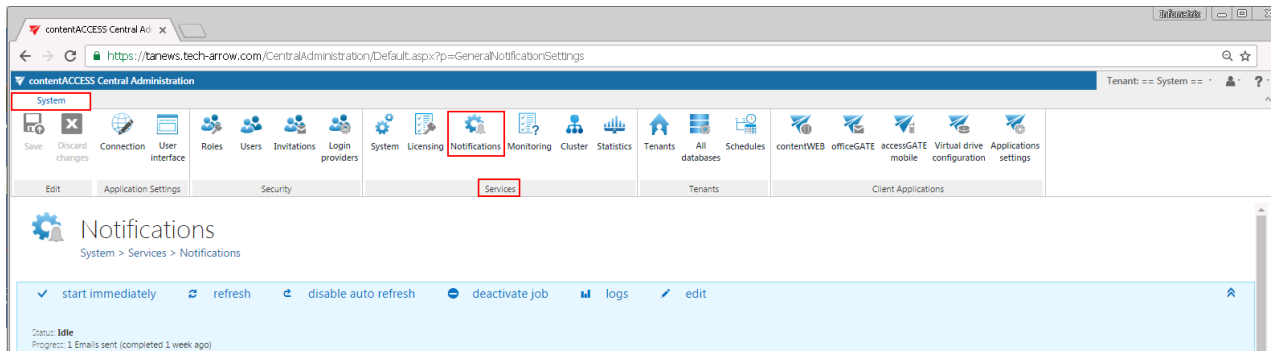 Infometrix
contentACCESS Central Ad
https://tanews.tech-arrow.com/CentralAdministration/Default.aspx?p=GeneralNotificationSettings
contentACCESS Central Administration
Tenant: == System ==
?
System
Save
Discard changes
Connection
User interface
Roles
Users
Invitations
Login providers
System
Licensing
Notifications
Monitoring
Cluster
Statistics
Tenants
All databases
Schedules
contentWEB
officeGATE
accessGATE mobile
Virtual drive configuration
Applications settings
Edit
Application Settings
Security
Services
Tenants
Client Applications
Notifications
System > Services > Notifications
start immediately
refresh
disable auto refresh
deactivate job
logs
edit
Status: Idle
Progress: 1 Emails sent (completed 1 week ago)